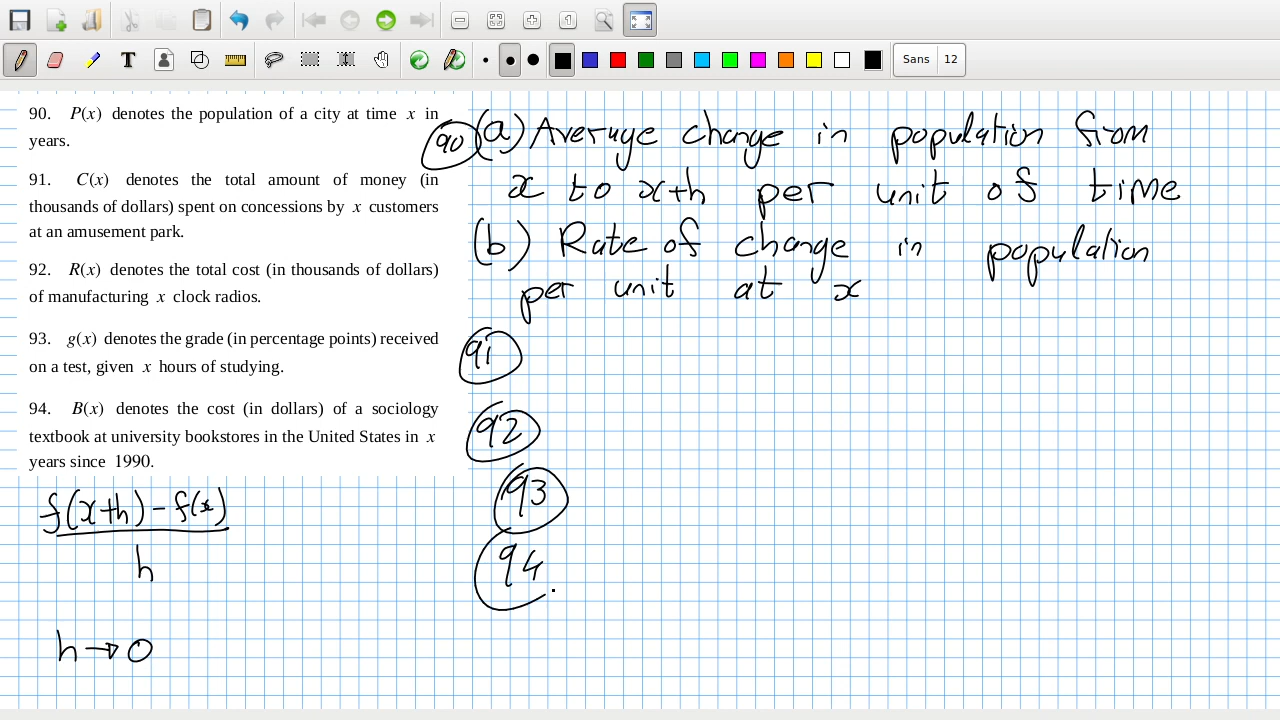 Sans 12
90. P(x) denotes the population of a city at time x in
years.
91. C(x) denotes the total amount of money (in
thousands of dollars) spent on concessions by x customers
at an amusement park.
92. R(x) denotes the total cost (in thousands of dollars)
of manufacturing x clock radios.
93. g(x) denotes the grade (in percentage points) received
on a test, given x hours of studying.
94. B(x) denotes the cost (in dollars) of a sociology
textbook at university bookstores in the United States in x
years since 1990.
f(x+h) - f(x)
h
h → 0
90 (a) Average change in population from
x to x+h per unit of time
(b) Rate of change in population
per unit at x
91
92
93
94